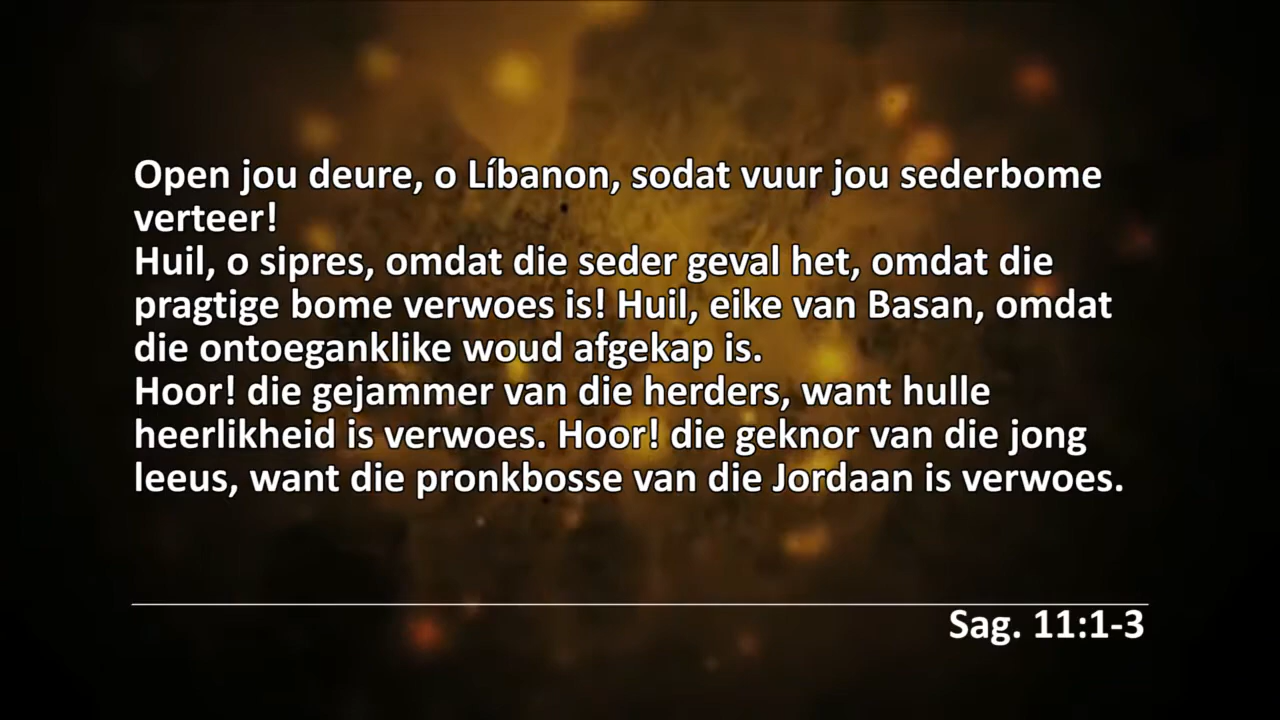 Open jou deure, o Líbanon, sodat vuur jou sederbome
verteer!
Huil, o sipres, omdat die seder geval het, omdat die
pragtige bome verwoes is! Huil, eike van Basan, omdat
die ontoeganklike woud afgekap is.
Hoor! die gejammer van die herders, want hulle
heerlikheid is verwoes. Hoor! die geknor van die jong
leeus, want die pronkbosse van die Jordaan is verwoes.
Sag. 11:1-3